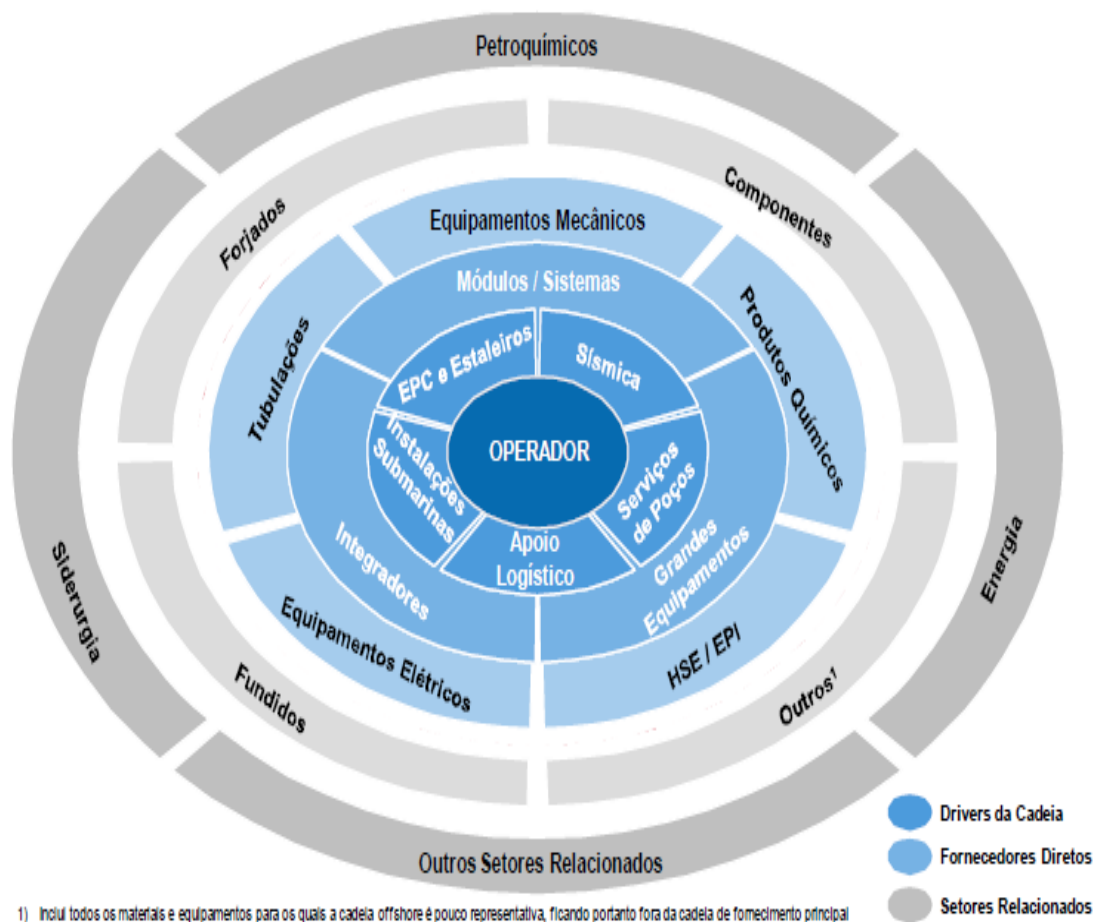 Petroquímicos
Forjados
Componentes
Equipamentos Mecânicos
Módulos / Sistemas
Tubulações
Produtos Químicos
EPC e Estaleiros
Sísmica
OPERADOR
Instalações
Submarinas
Serviços
de Poços
Apoio
Logístico
Integradores
Grandes
Equipamentos
Siderurgia
Energia
Equipamentos Elétricos
HSE / EPI
Fundidos
Outros¹
Outros Setores Relacionados
Drivers da Cadeia
Fornecedores Diretos
Setores Relacionados
1) Inclui todos os materiais e equipamentos para os quais a cadeia offshore é pouco representativa, ficando portanto fora da cadeia de fornecimento principal